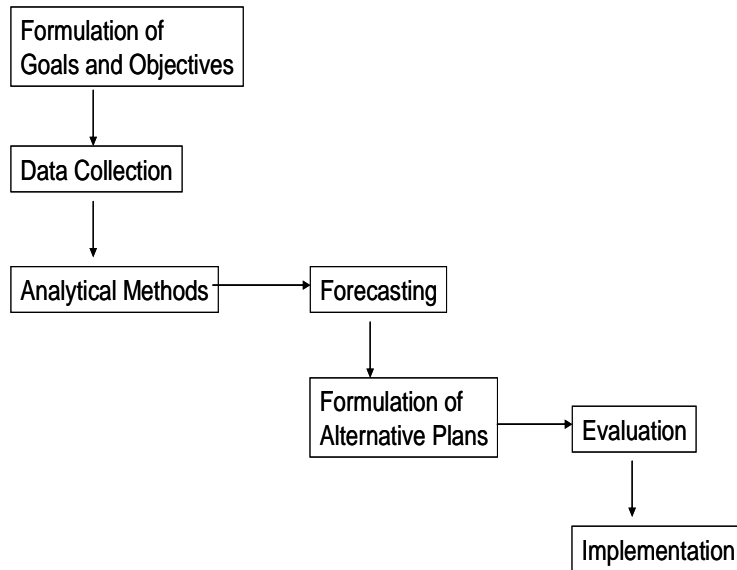 Formulation of
Goals and Objectives
Data Collection
Analytical Methods
Forecasting
Formulation of
Alternative Plans
Evaluation
Implementation